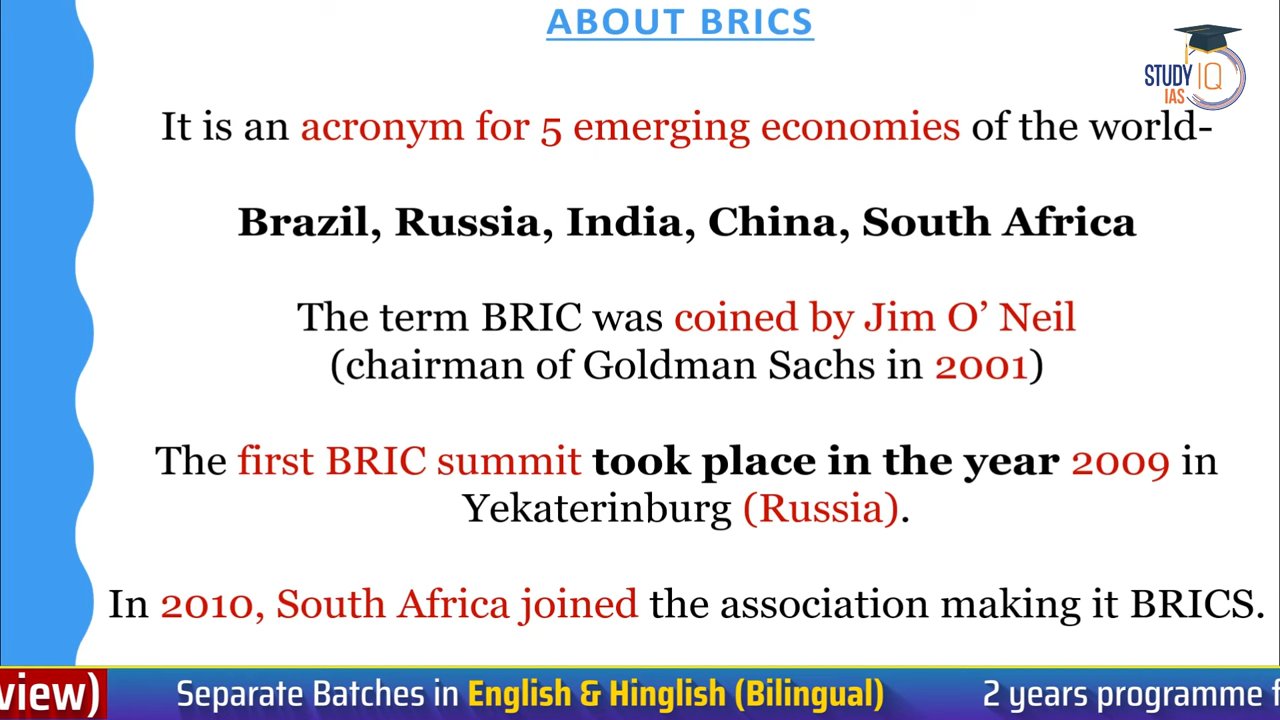 ABOUT BRICS
STUDY IQ
IAS
It is an acronym for 5 emerging economies of the world-
Brazil, Russia, India, China, South Africa
The term BRIC was coined by Jim O’ Neil
(chairman of Goldman Sachs in 2001)
The first BRIC summit took place in the year 2009 in
Yekaterinburg (Russia).
In 2010, South Africa joined the association making it BRICS.
view) Separate Batches in English & Hinglish (Bilingual) 2 years programme f